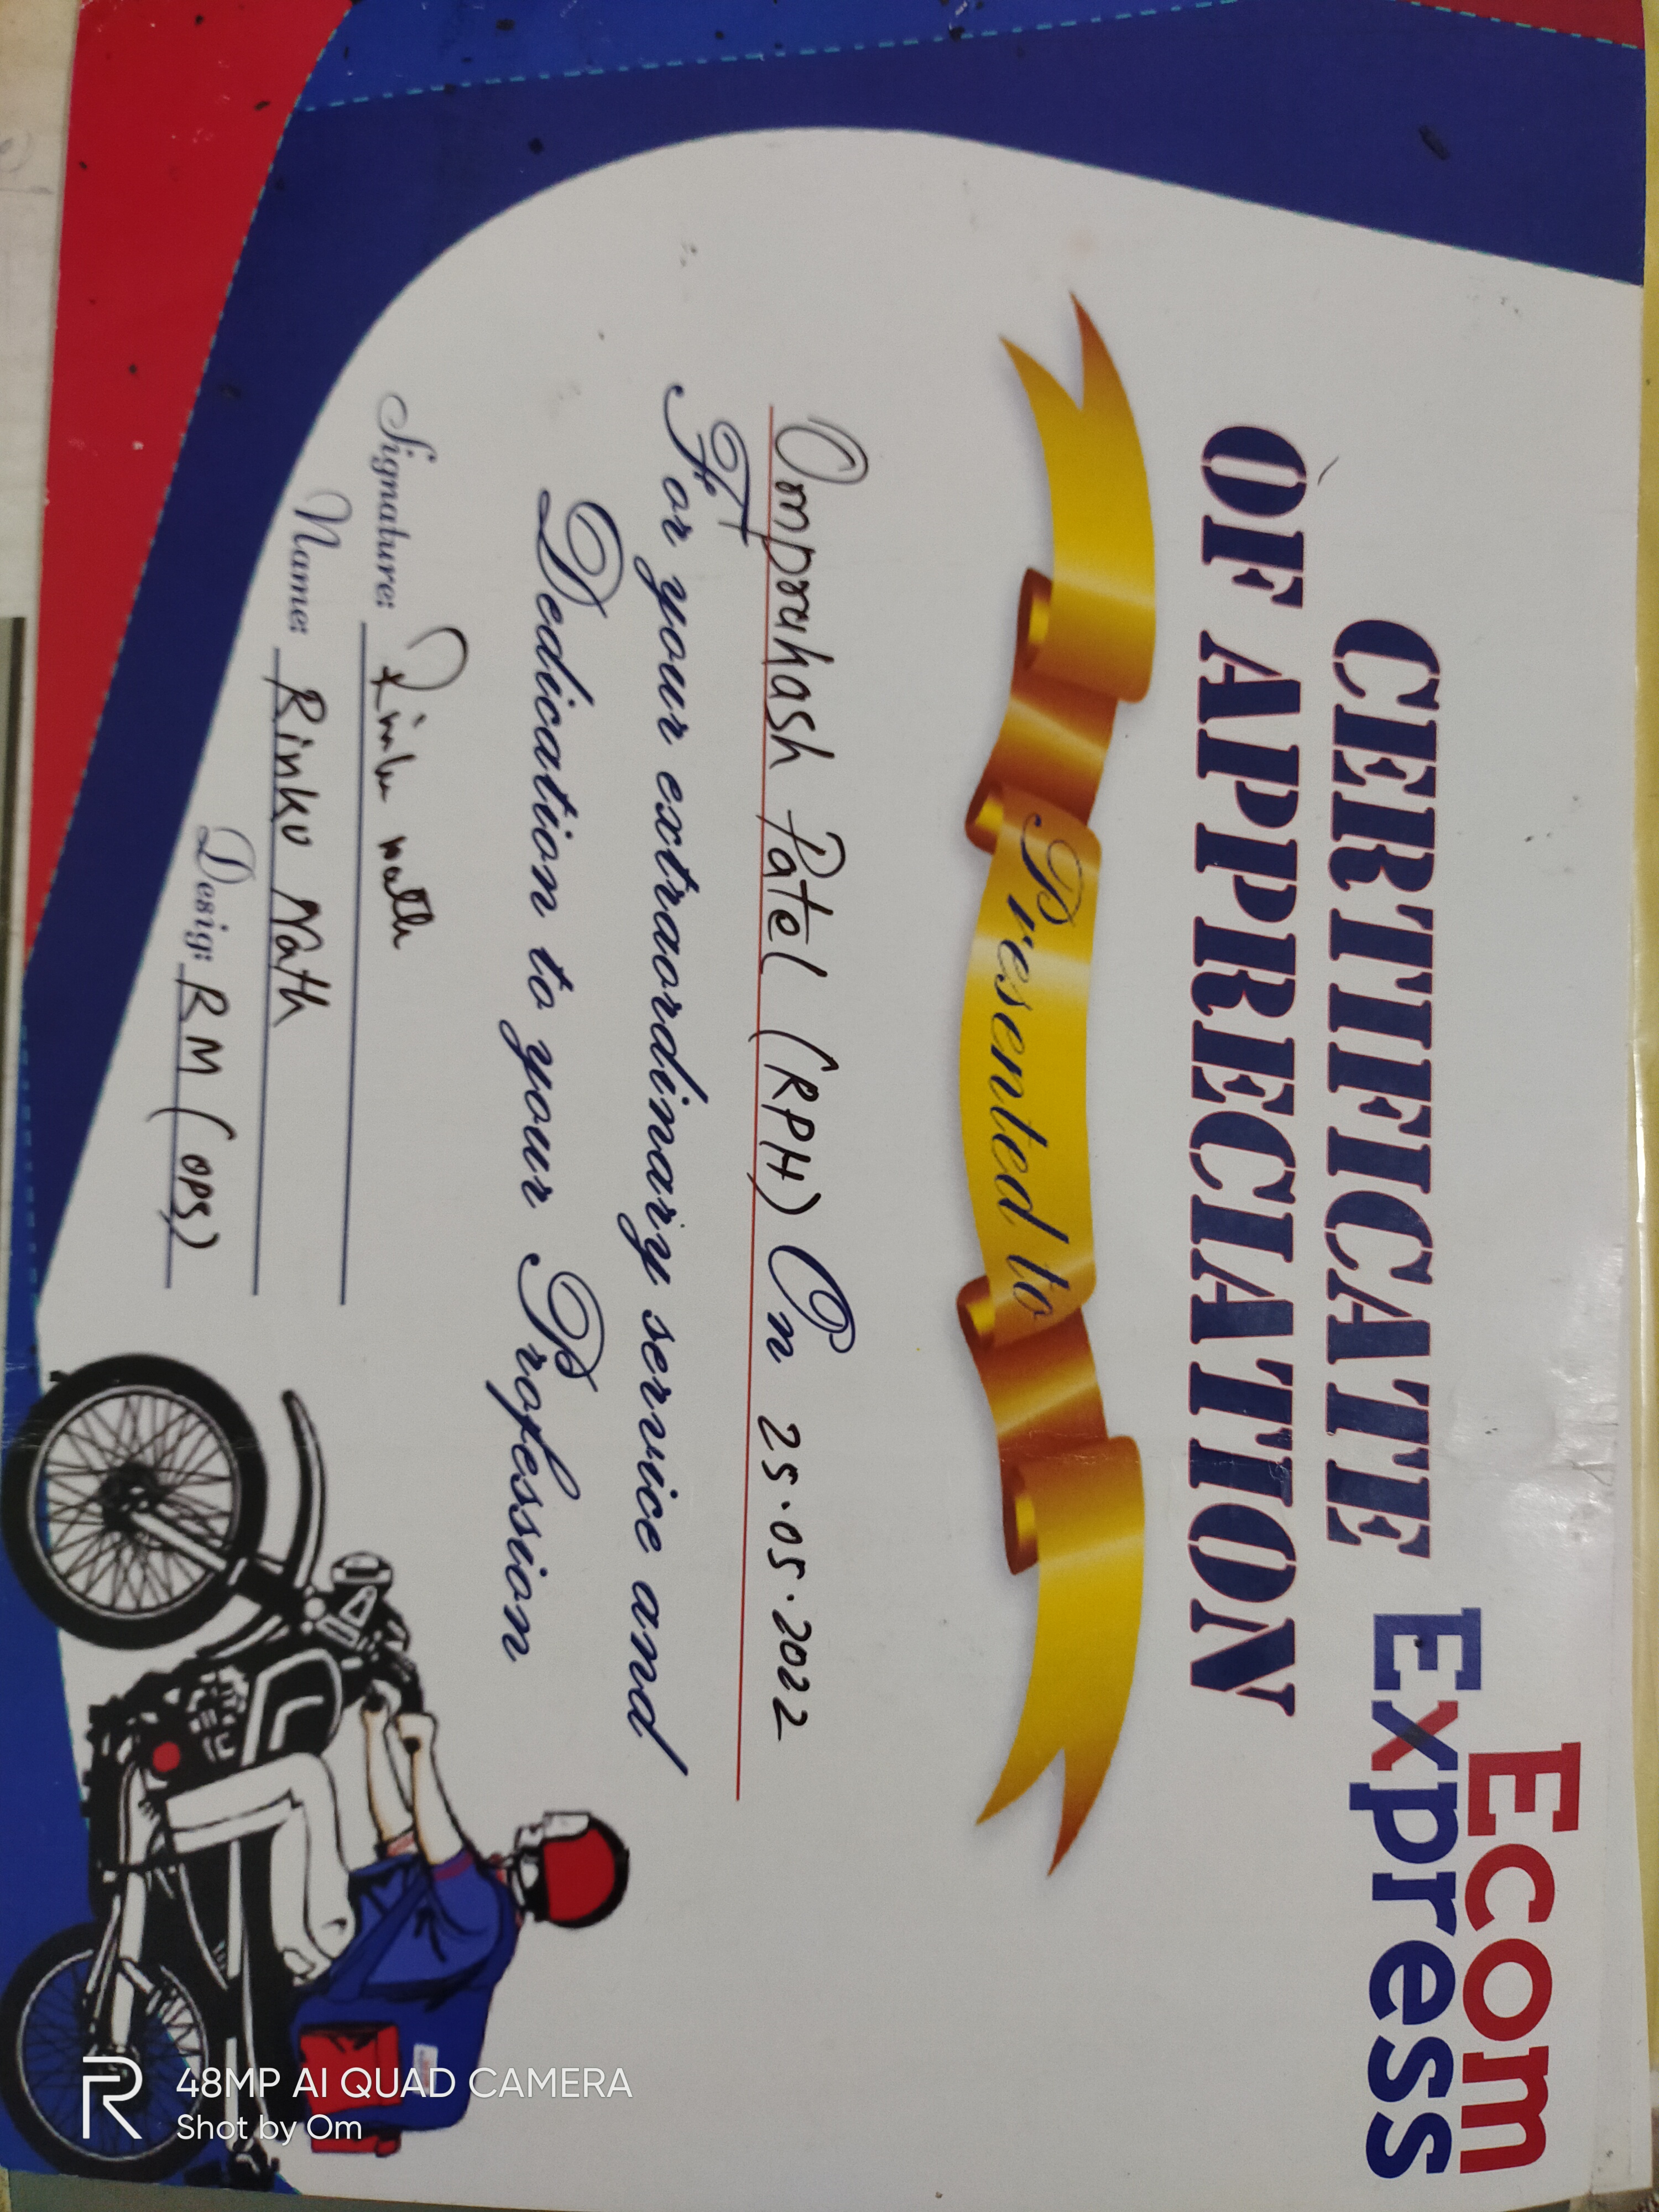 Ecom
Express
CERTIFICATE
OF APPRECIATION
Presented to
Omprakash Patel (RPH) On 25.05.2022
For your extraordinary service and
Dedication to your Profession
Signature: Rinku nath
Name: Rinku Nath
Desig: RM (OPS)
48MP AI QUAD CAMERA
Shot by Om